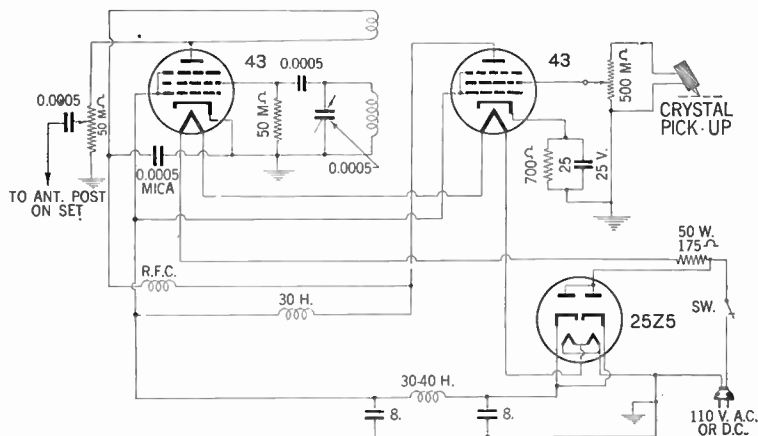 43
43
0.0005
0.0005
50 MΩ
50 MΩ
500 MΩ
CRYSTAL
PICK-UP
0.0005
MICA
0.0005
700Ω
25
25 V.
TO ANT. POST
ON SET
50 W.
175Ω
R.F.C.
SW.
30 H.
25Z5
30-40 H.
8.
8.
110 V. A.C.
OR D.C.